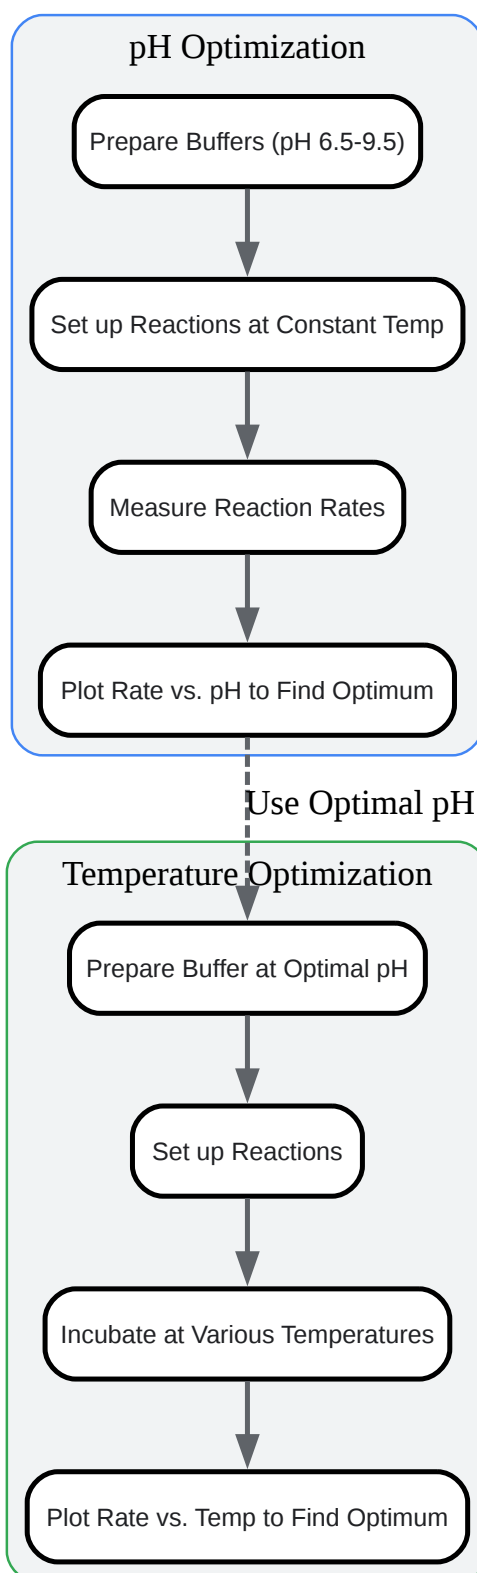 pH Optimization
Prepare Buffers (pH 6.5-9.5)
Set up Reactions at Constant Temp
Measure Reaction Rates
Plot Rate vs. pH to Find Optimum
Use Optimal pH
Temperature Optimization
Prepare Buffer at Optimal pH
Set up Reactions
Incubate at Various Temperatures
Plot Rate vs. Temp to Find Optimum